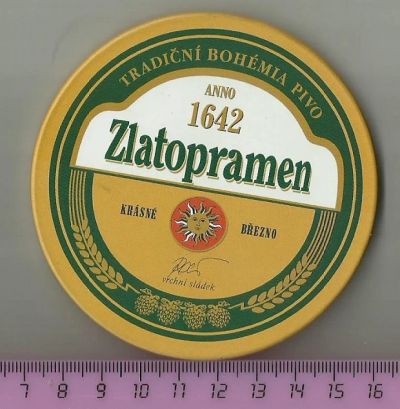 TRADIČNÍ BOHÉMIA PIVO
ANNO
1642
Zlatopramen
KRÁSNÉ BŘEZNO
vrchní sládek
7 8 9 10 11 12 13 14 15 16